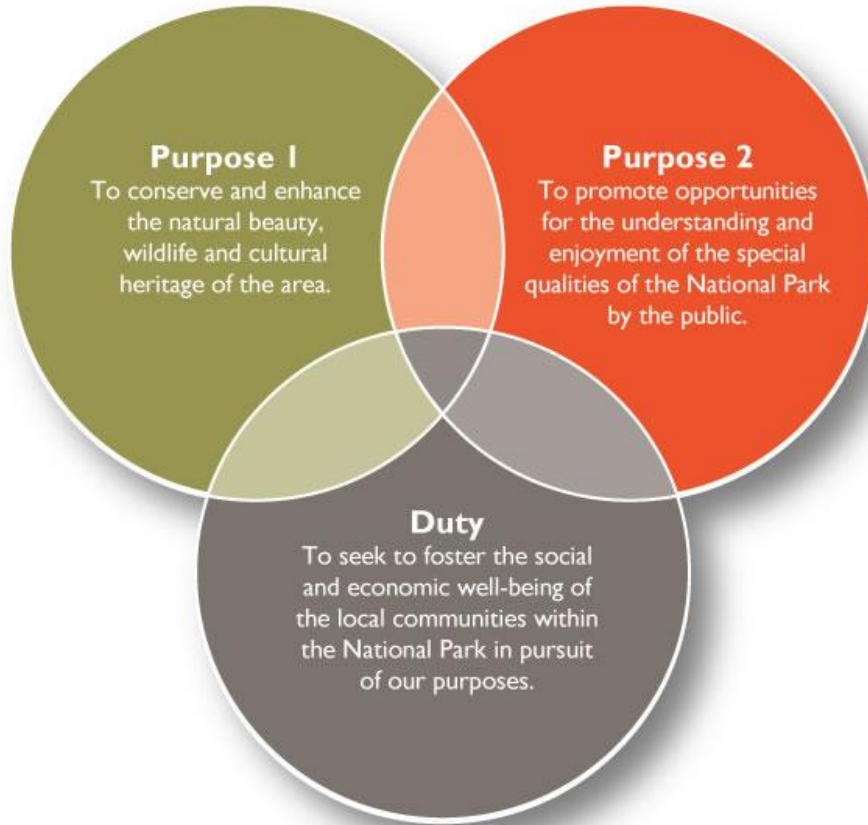 Purpose 1
To conserve and enhance
the natural beauty,
wildlife and cultural
heritage of the area.
Purpose 2
To promote opportunities
for the understanding and
enjoyment of the special
qualities of the National Park
by the public.
Duty
To seek to foster the social
and economic well-being of
the local communities within
the National Park in pursuit
of our purposes.